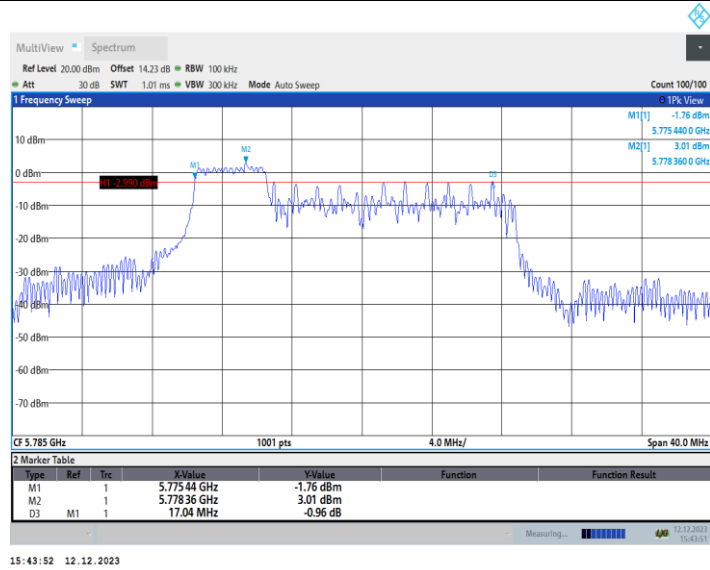 R&S
MultiView Spectrum
Ref Level 20.00 dBm Offset 14.23 dB RBW 100 kHz
Att 30 dB SWT 1.01 ms VBW 300 kHz Mode Auto Sweep Count 100/100
1 Frequency Sweep 1Pk View
M1[1] -1.76 dBm
5.775 440 0 GHz
M2[1] 3.01 dBm
5.778 360 0 GHz
10 dBm
M2
M1
0 dBm
D3
H1 -2.990 dBm
-10 dBm
-20 dBm
-30 dBm
-40 dBm
-50 dBm
-60 dBm
-70 dBm
CF 5.785 GHz 1001 pts 4.0 MHz/ Span 40.0 MHz
2 Marker Table
Type Ref Trc X-Value Y-Value Function Function Result
M1 1 5.77544 GHz -1.76 dBm
M2 1 5.77836 GHz 3.01 dBm
D3 M1 1 17.04 MHz -0.96 dB
Measuring... 12.12.2023
15:43:51
15:43:52 12.12.2023